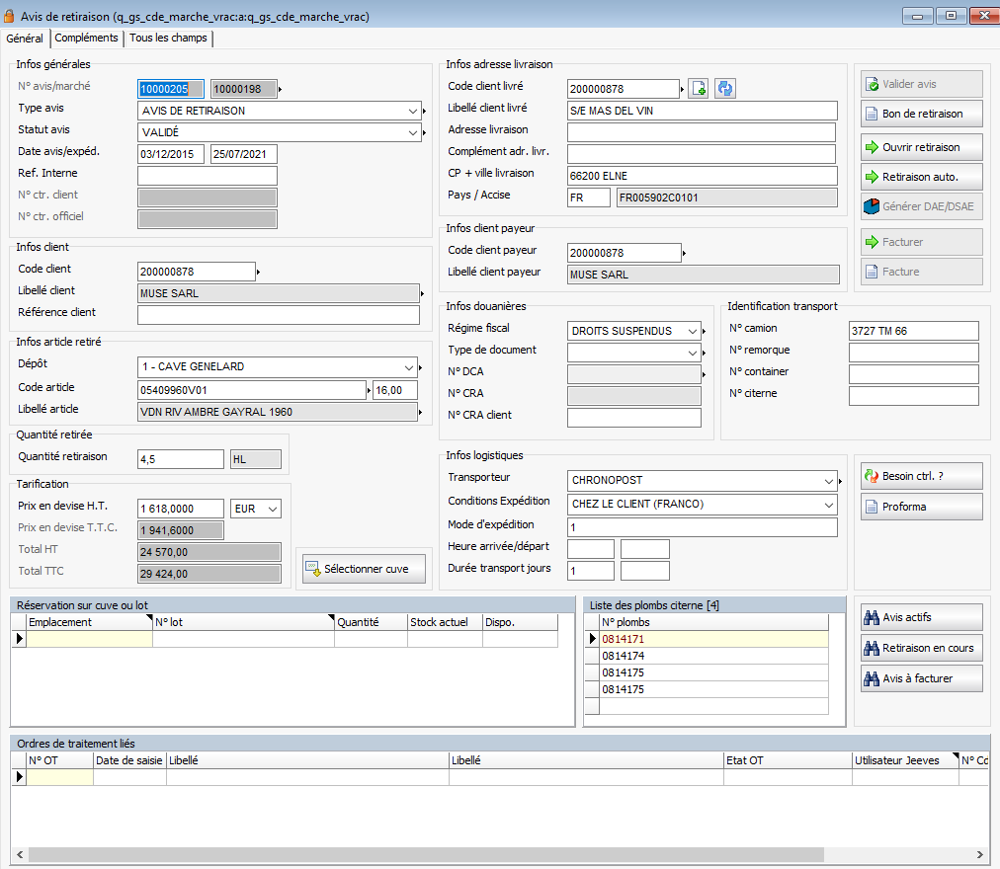 Avis de retiraison (q_gs_cde_marche_vrac:a:q_gs_cde_marche_vrac)
Général Compléments Tous les champs
Infos générales
N° avis/marché 10000205 10000198
Type avis AVIS DE RETIRAISON
Statut avis VALIDÉ
Date avis/expéd. 03/12/2015 25/07/2021
Ref. Interne
N° ctr. client
N° ctr. officiel
Infos client
Code client 200000878
Libellé client MUSE SARL
Référence client
Infos article retiré
Dépôt 1 - CAVE GENELARD
Code article 05409960V01 16,00
Libellé article VDN RIV AMBRE GAYRAL 1960
Quantité retirée
Quantité retiraison 4,5 HL
Tarification
Prix en devise H.T. 1 618,0000 EUR
Prix en devise T.T.C. 1 941,6000
Total HT 24 570,00
Total TTC 29 424,00
Sélectionner cuve
Infos adresse livraison
Code client livré 200000878
Libellé client livré S/E MAS DEL VIN
Adresse livraison
Complément adr. livr.
CP + ville livraison 66200 ELNE
Pays / Accise FR FR005902C0101
Infos client payeur
Code client payeur 200000878
Libellé client payeur MUSE SARL
Infos douanières
Régime fiscal DROITS SUSPENDUS
Type de document
N° DCA
N° CRA
N° CRA client
Identification transport
N° camion 3727 TM 66
N° remorque
N° container
N° citerne
Infos logistiques
Transporteur CHRONOPOST
Conditions Expédition CHEZ LE CLIENT (FRANCO)
Mode d'expédition 1
Heure arrivée/départ
Durée transport jours 1
Valider avis
Bon de retiraison
Ouvrir retiraison
Retiraison auto.
Générer DAE/DSAE
Facturer
Facture
Besoin ctrl. ?
Proforma
Réservation sur cuve ou lot
Emplacement N° lot Quantité Stock actuel Dispo.
Liste des plombs citerne [4]
N° plombs
0814171
0814174
0814175
0814175
Avis actifs
Retiraison en cours
Avis à facturer
Ordres de traitement liés
N° OT Date de saisie Libellé Libellé Etat OT Utilisateur Jeeves N° Co